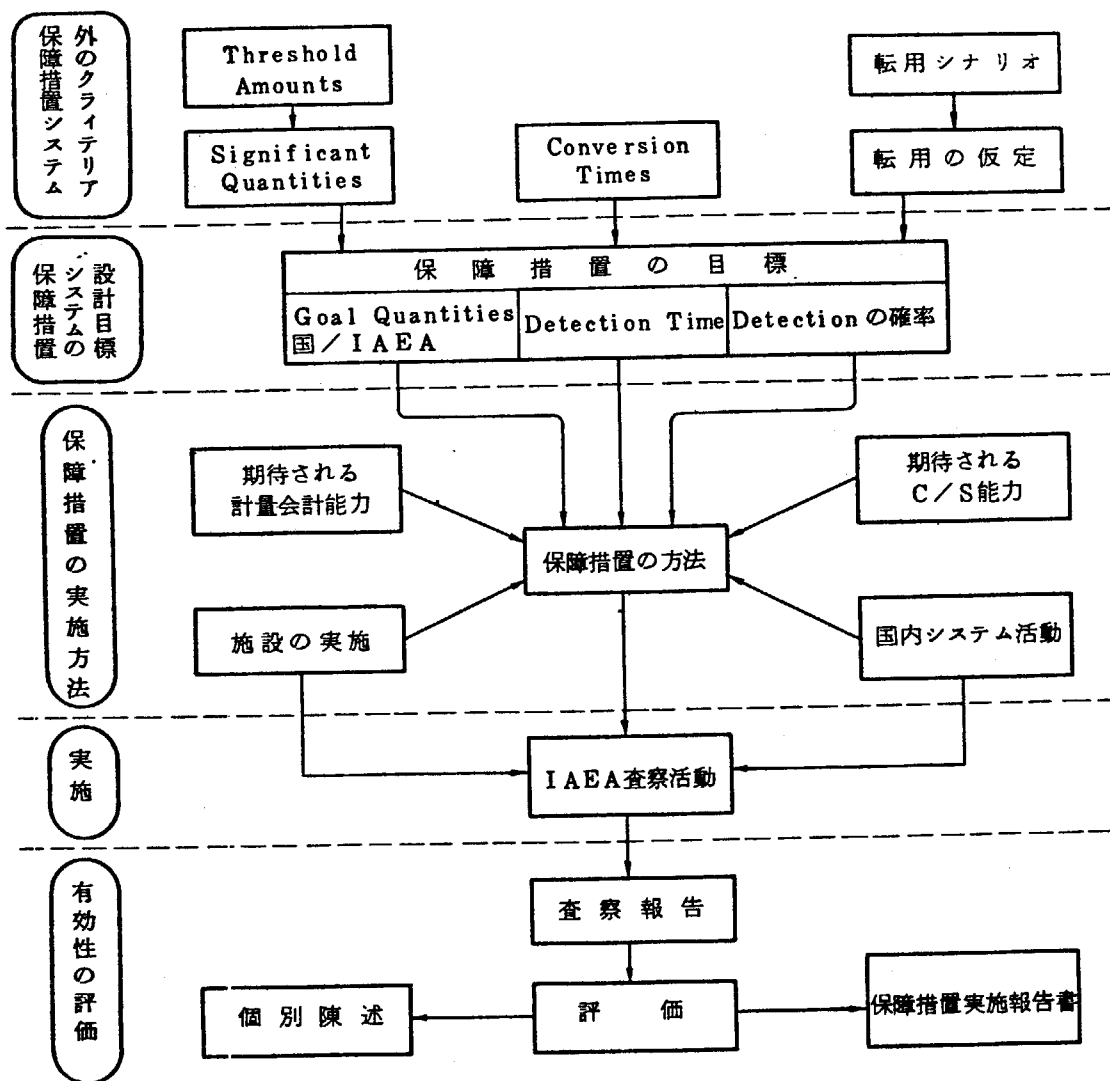 保障措置システム
外のクライテリア
Threshold
Amounts
転用シナリオ
Significant
Quantities
Conversion
Times
転用の仮定
保障措置
システムの
設計目標
保障措置の目標
Goal Quantities
国／IAEA
Detection Time
Detectionの確率
保障措置の実施方法
期待される
計量会計能力
期待される
C／S能力
保障措置の方法
施設の実施
国内システム活動
実施
IAEA査察活動
有効性の評価
査察報告
個別陳述
評価
保障措置実施報告書